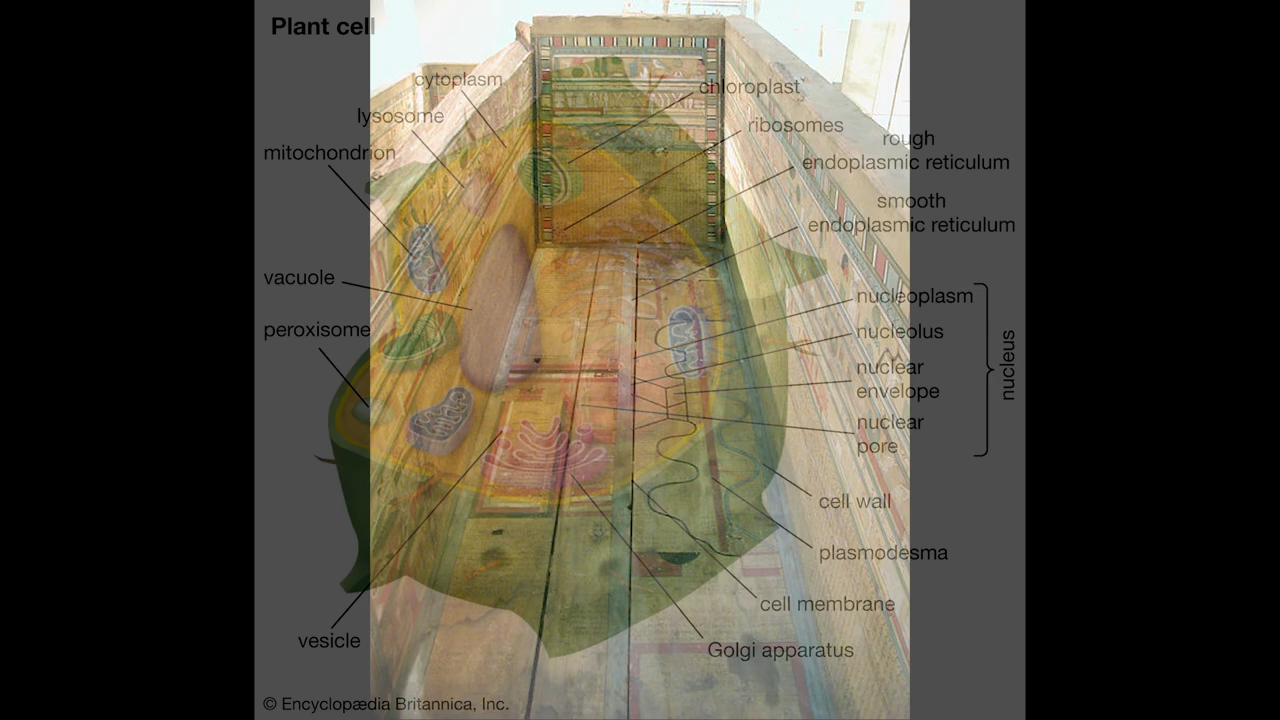 Plant cell
cytoplasm
lysosome
mitochondrion
vacuole
peroxisome
vesicle
chloroplast
ribosomes
rough
endoplasmic reticulum
smooth
endoplasmic reticulum
nucleoplasm
nucleolus
nuclear
envelope
nuclear
pore
nucleus
cell wall
plasmodesma
cell membrane
Golgi apparatus
© Encyclopædia Britannica, Inc.